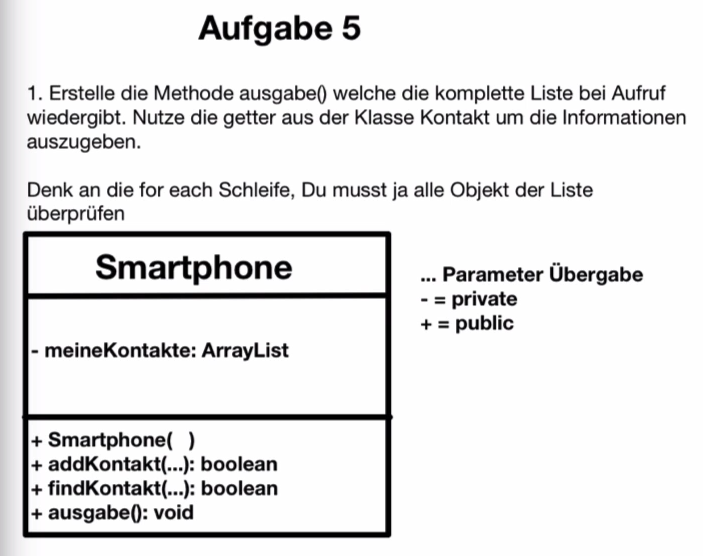 Aufgabe 5
1. Erstelle die Methode ausgabe() welche die komplette Liste bei Aufruf
wiedergibt. Nutze die getter aus der Klasse Kontakt um die Informationen
auszugeben.
Denk an die for each Schleife, Du musst ja alle Objekt der Liste
überprüfen
Smartphone
- meineKontakte: ArrayList
+ Smartphone( )
+ addKontakt(...): boolean
+ findKontakt(...): boolean
+ ausgabe(): void
... Parameter Übergabe
- = private
+ = public